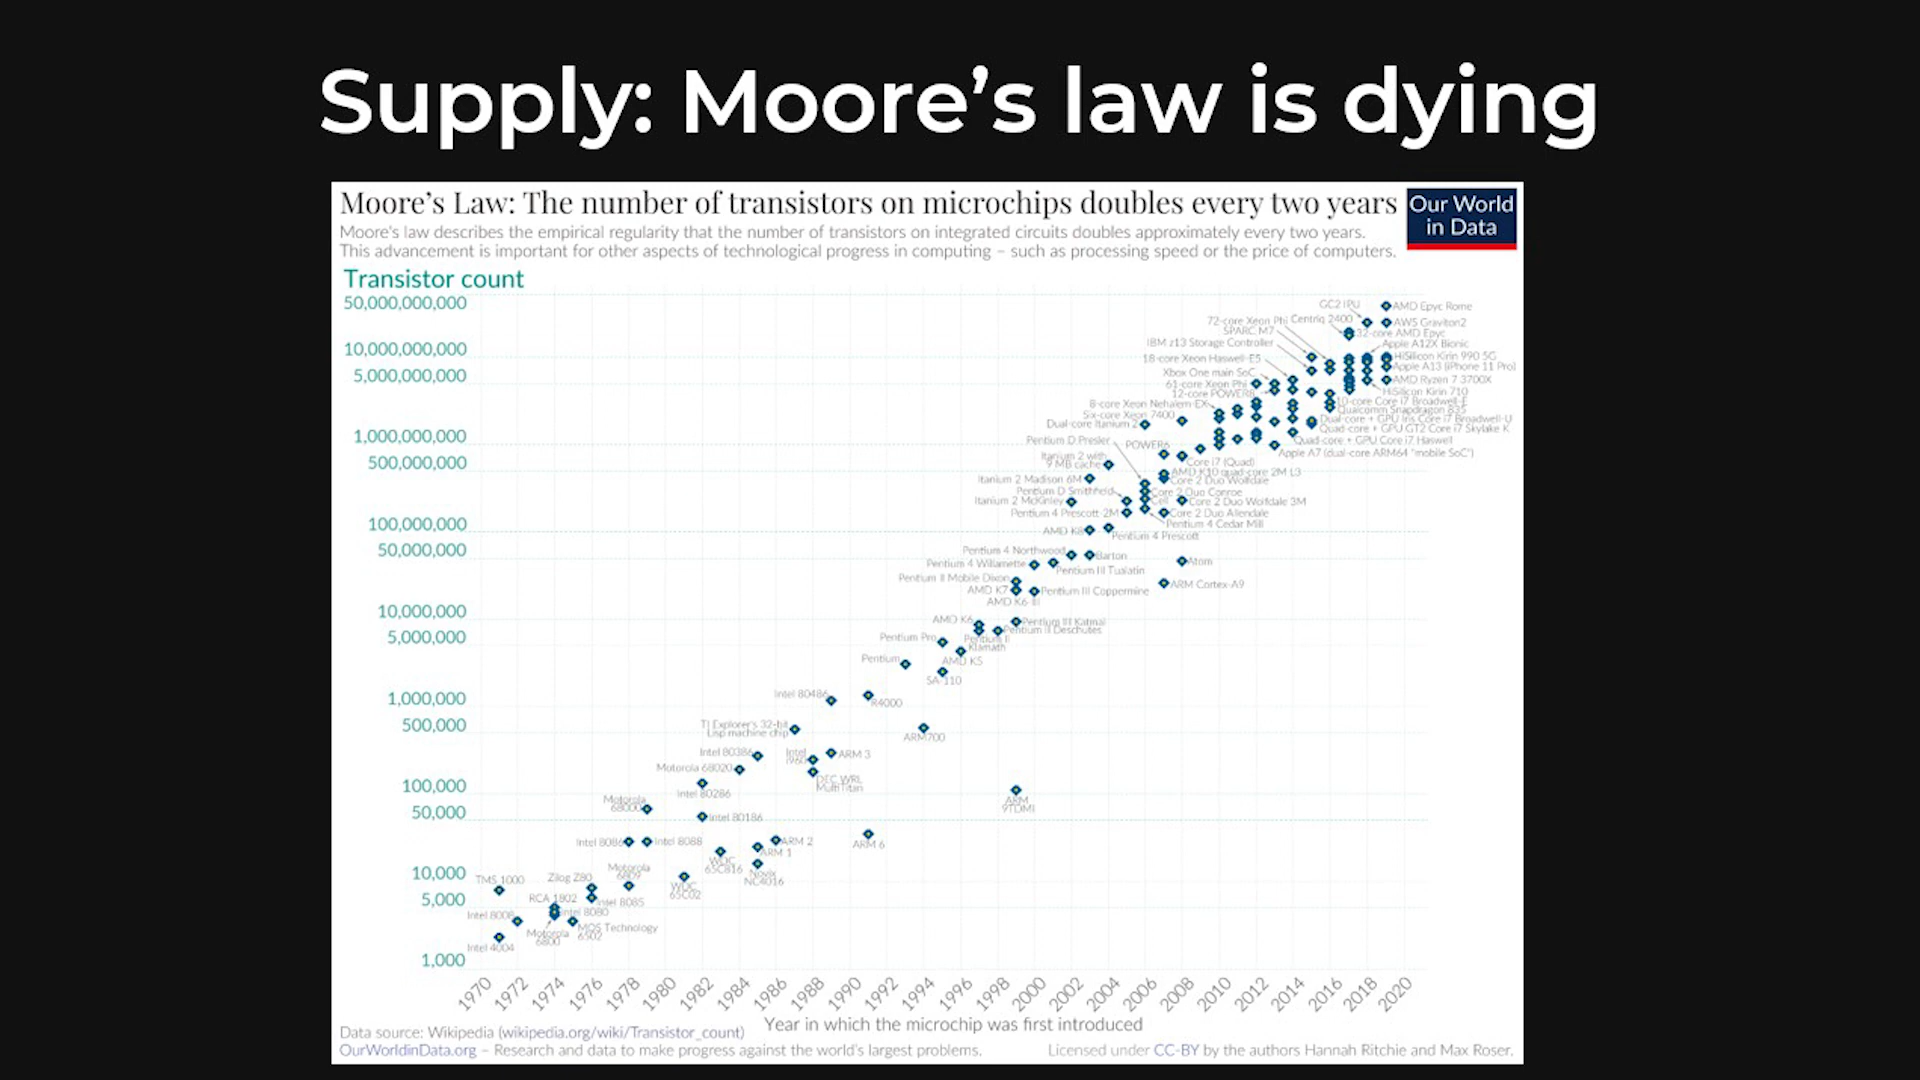 Supply: Moore’s law is dying
Moore’s Law: The number of transistors on microchips doubles every two years
Our World
in Data
Moore's law describes the empirical regularity that the number of transistors on integrated circuits doubles approximately every two years.
This advancement is important for other aspects of technological progress in computing – such as processing speed or the price of computers.
Transistor count
50,000,000,000
10,000,000,000
5,000,000,000
1,000,000,000
500,000,000
100,000,000
50,000,000
10,000,000
5,000,000
1,000,000
500,000
100,000
50,000
10,000
5,000
1,000
GC2 IPU
AMD Epyc Rome
72-core Xeon Phi
Centriq 2400
AWS Graviton2
SPARC M7
32-core AMD Epyc
IBM z13 Storage Controller
Apple A12X Bionic
18-core Xeon Haswell-E5
HiSilicon Kirin 990 5G
Xbox One main SoC
Apple A13 (iPhone 11 Pro)
61-core Xeon Phi
AMD Ryzen 7 3700X
12-core POWER8
HiSilicon Kirin 710
8-core Xeon Nehalem-EX
10-core Core i7 Broadwell-E
Six-core Xeon 7400
Qualcomm Snapdragon 835
Dual-core Itanium 2
Dual-core + GPU Iris Core i7 Broadwell-U
Quad-core + GPU GT2 Core i7 Skylake K
Pentium D Presler
POWER6
Quad-core + GPU Core i7 Haswell
Itanium 2 with
9 MB cache
Apple A7 (dual-core ARM64 "mobile SoC")
Core i7 (Quad)
AMD K10 quad-core 2M L3
Itanium 2 Madison 6M
Core 2 Duo Wolfdale
Pentium D Smithfield
Core 2 Duo Conroe
Itanium 2 McKinley
Cell
Core 2 Duo Wolfdale 3M
Pentium 4 Prescott-2M
Core 2 Duo Allendale
Pentium 4 Cedar Mill
AMD K8
Pentium 4 Prescott
Pentium 4 Northwood
Barton
Pentium 4 Willamette
Pentium III Tualatin
Atom
Pentium II Mobile Dixon
ARM Cortex-A9
AMD K7
Pentium III Coppermine
AMD K6-III
AMD K6
Pentium III Katmai
Pentium II Deschutes
Pentium Pro
Pentium II
Klamath
Pentium
AMD K5
SA-110
Intel 80486
R4000
TI Explorer's 32-bit
Lisp machine chip
ARM700
Intel 80386
Intel
i960
ARM 3
Motorola 68020
DEC WRL
MultiTitan
Intel 80286
Motorola
68000
ARM
9TDMI
Intel 80186
Intel 8086
Intel 8088
ARM 2
ARM 1
ARM 6
WDC
65C816
Novix
NC4016
Motorola
6809
TMS 1000
Zilog Z80
WDC
65C02
RCA 1802
Intel 8085
Intel 8008
Intel 8080
Motorola
6800
MOS Technology
6502
Intel 4004
1970 1972 1974 1976 1978 1980 1982 1984 1986 1988 1990 1992 1994 1996 1998 2000 2002 2004 2006 2008 2010 2012 2014 2016 2018 2020
Year in which the microchip was first introduced
Data source: Wikipedia (wikipedia.org/wiki/Transistor_count)
OurWorldinData.org – Research and data to make progress against the world's largest problems.
Licensed under CC-BY by the authors Hannah Ritchie and Max Roser.